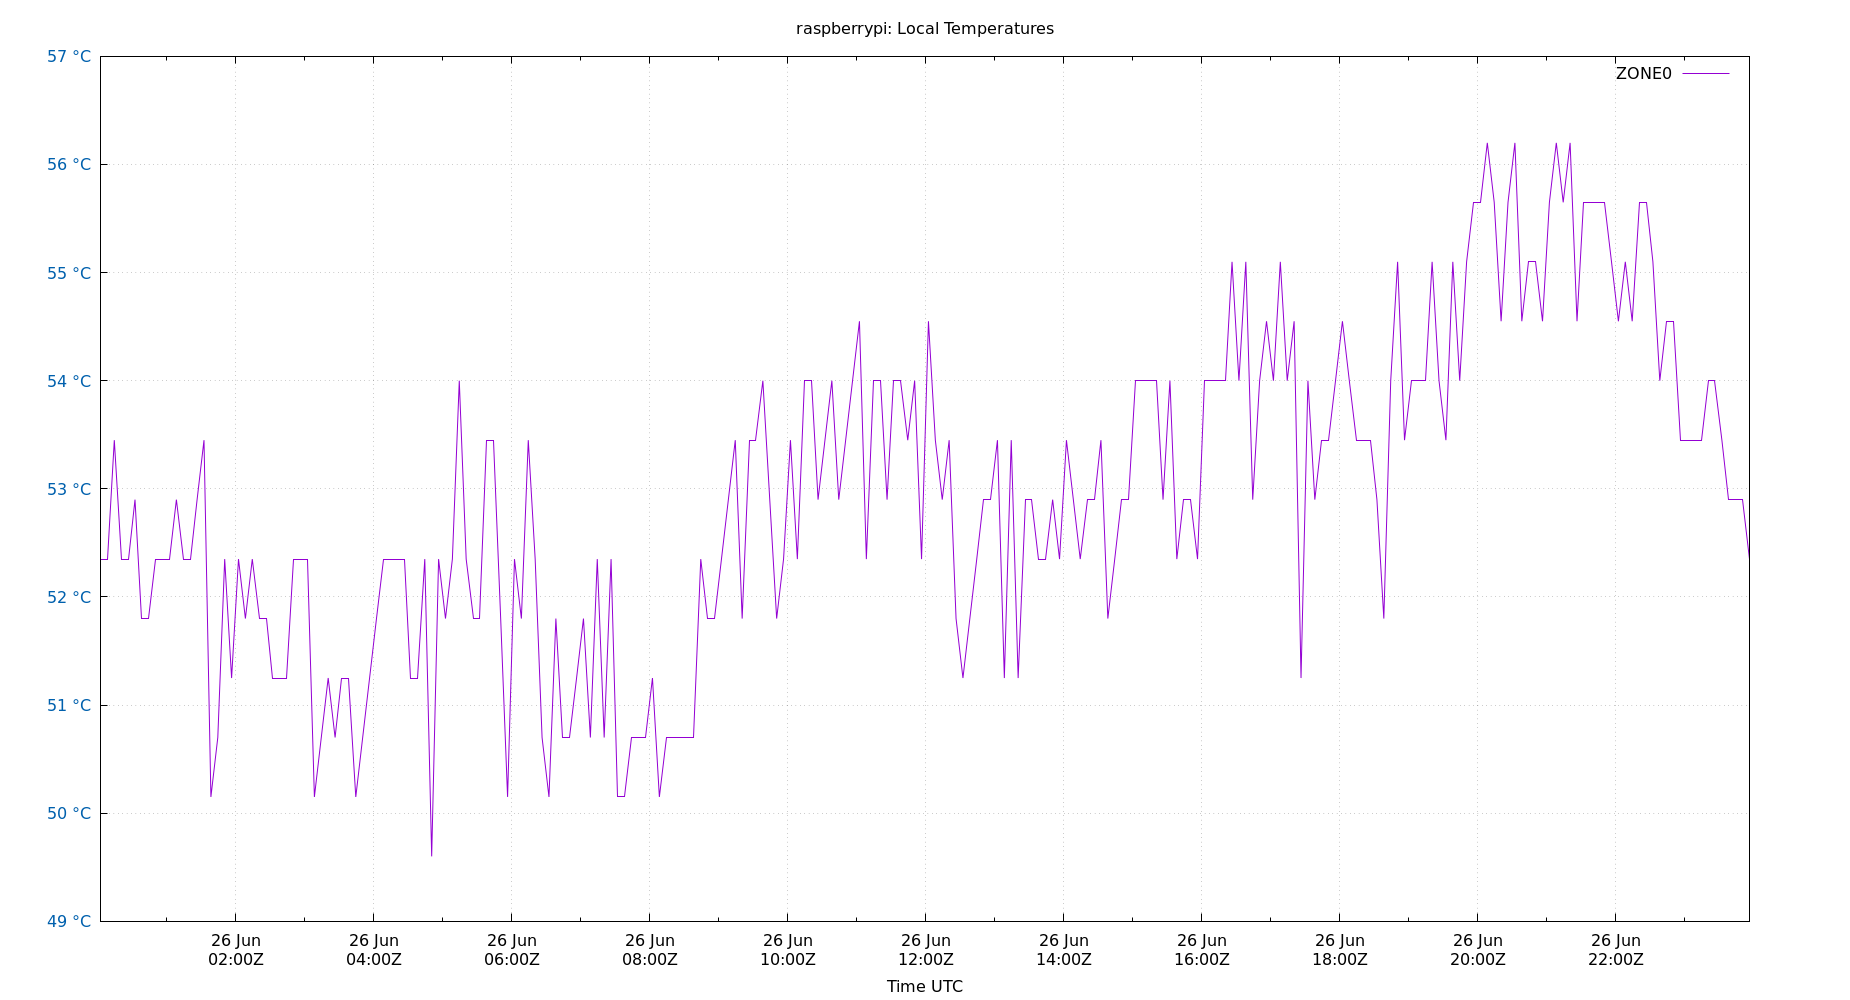 raspberrypi: Local Temperatures
57 °C
ZONE0
56 °C
55 °C
54 °C
53 °C
52 °C
51 °C
50 °C
49 °C
26 Jun 26 Jun 26 Jun 26 Jun 26 Jun 26 Jun 26 Jun 26 Jun 26 Jun 26 Jun 26 Jun
02:00Z 04:00Z 06:00Z 08:00Z 10:00Z 12:00Z 14:00Z 16:00Z 18:00Z 20:00Z 22:00Z
Time UTC